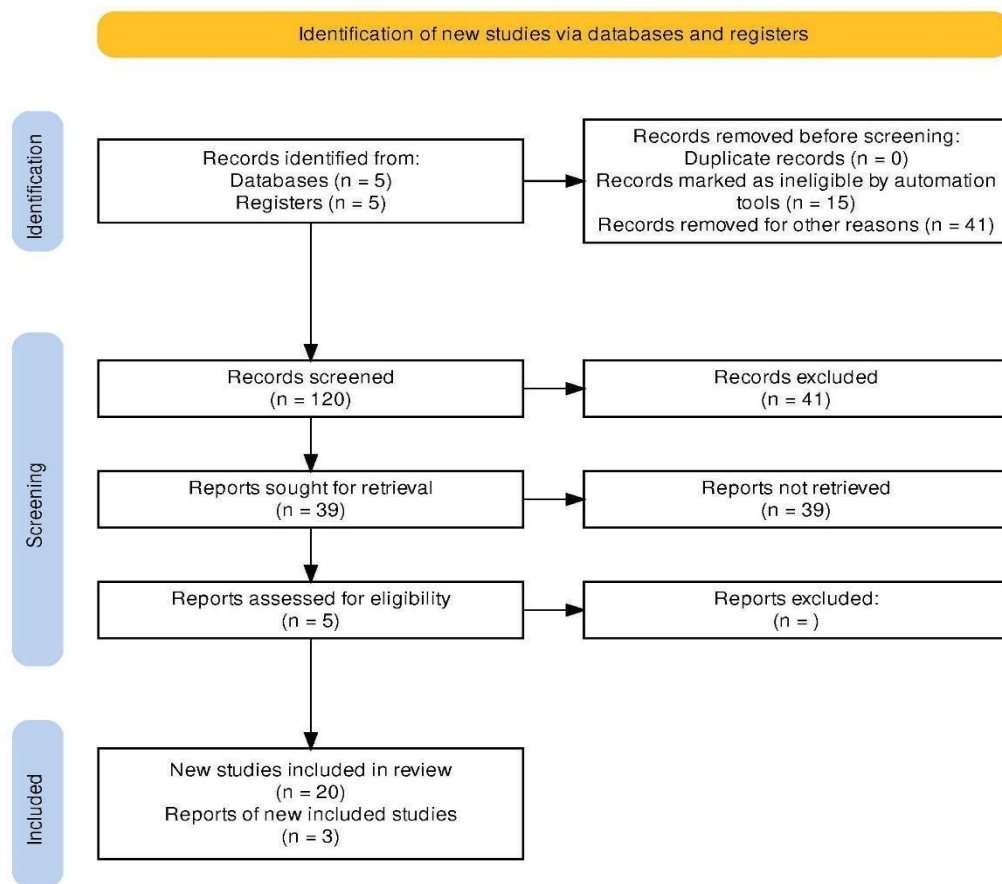 Identification of new studies via databases and registers
Identification
Records identified from:
Databases (n = 5)
Registers (n = 5)
Records removed before screening:
Duplicate records (n = 0)
Records marked as ineligible by automation
tools (n = 15)
Records removed for other reasons (n = 41)
Screening
Records screened
(n = 120)
Records excluded
(n = 41)
Reports sought for retrieval
(n = 39)
Reports not retrieved
(n = 39)
Reports assessed for eligibility
(n = 5)
Reports excluded:
(n = )
Included
New studies included in review
(n = 20)
Reports of new included studies
(n = 3)